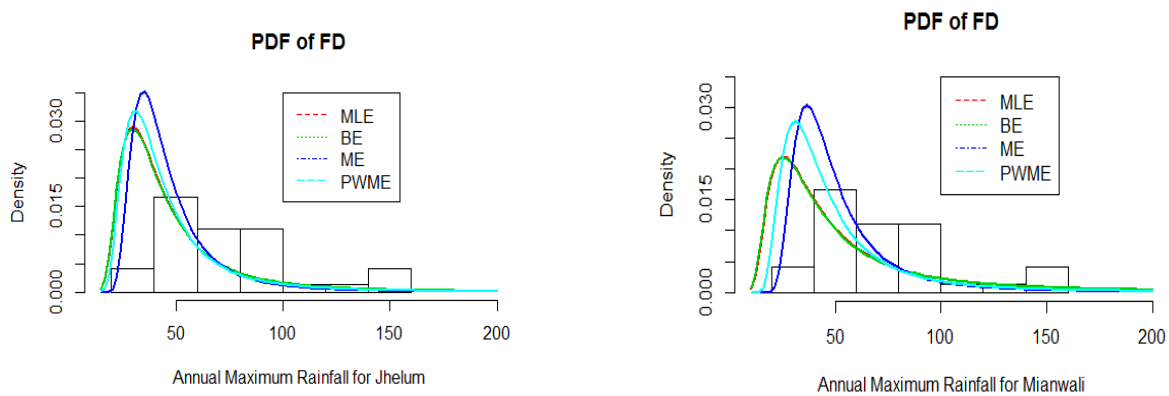 PDF of FD
MLE
BE
ME
PWME
Density
0.000
0.015
0.030
50
100
150
200
Annual Maximum Rainfall for Jhelum
PDF of FD
MLE
BE
ME
PWME
Density
0.000
0.015
0.030
50
100
150
200
Annual Maximum Rainfall for Mianwali